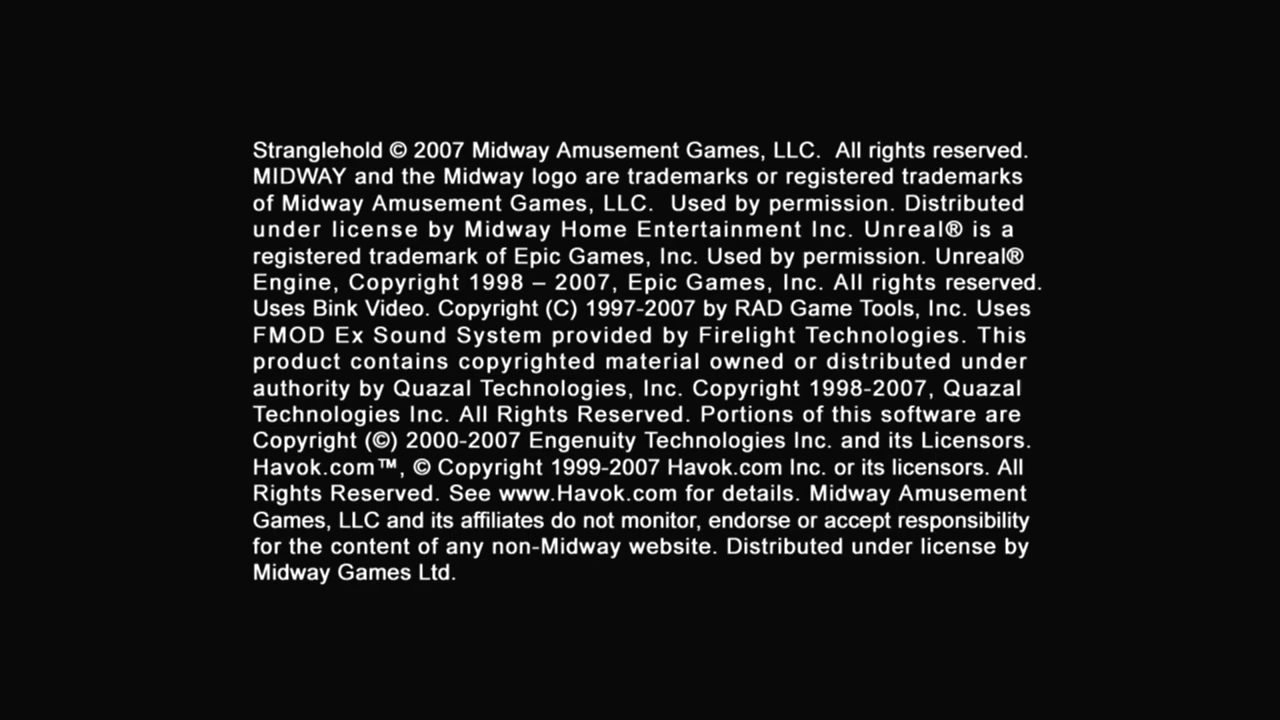 Stranglehold © 2007 Midway Amusement Games, LLC.  All rights reserved.
MIDWAY and the Midway logo are trademarks or registered trademarks
of Midway Amusement Games, LLC.  Used by permission. Distributed
under license by Midway Home Entertainment Inc. Unreal® is a
registered trademark of Epic Games, Inc. Used by permission. Unreal®
Engine, Copyright 1998 – 2007, Epic Games, Inc. All rights reserved.
Uses Bink Video. Copyright (C) 1997-2007 by RAD Game Tools, Inc. Uses
FMOD Ex Sound System provided by Firelight Technologies. This
product contains copyrighted material owned or distributed under
authority by Quazal Technologies, Inc. Copyright 1998-2007, Quazal
Technologies Inc. All Rights Reserved. Portions of this software are
Copyright (©) 2000-2007 Engenuity Technologies Inc. and its Licensors.
Havok.com™, © Copyright 1999-2007 Havok.com Inc. or its licensors. All
Rights Reserved. See www.Havok.com for details. Midway Amusement
Games, LLC and its affiliates do not monitor, endorse or accept responsibility
for the content of any non-Midway website. Distributed under license by
Midway Games Ltd.